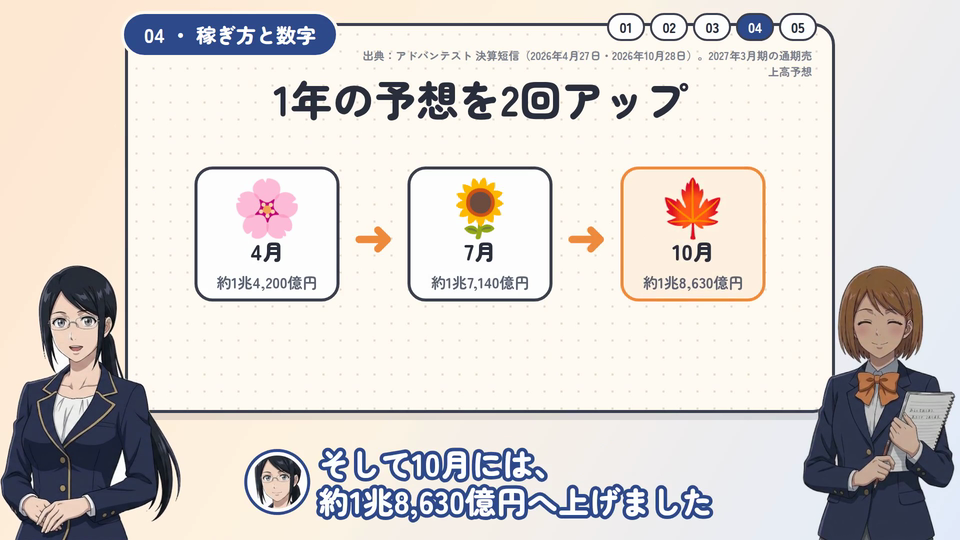 04 ・ 稼ぎ方と数字
01 02 03 04 05
出典：アドバンテスト 決算短信（2026年4月27日・2026年10月28日）。2027年3月期の通期売
上高予想
1年の予想を2回アップ
4月
約1兆4,200億円
7月
約1兆7,140億円
10月
約1兆8,630億円
そして10月には、
約1兆8,630億円へ上げました